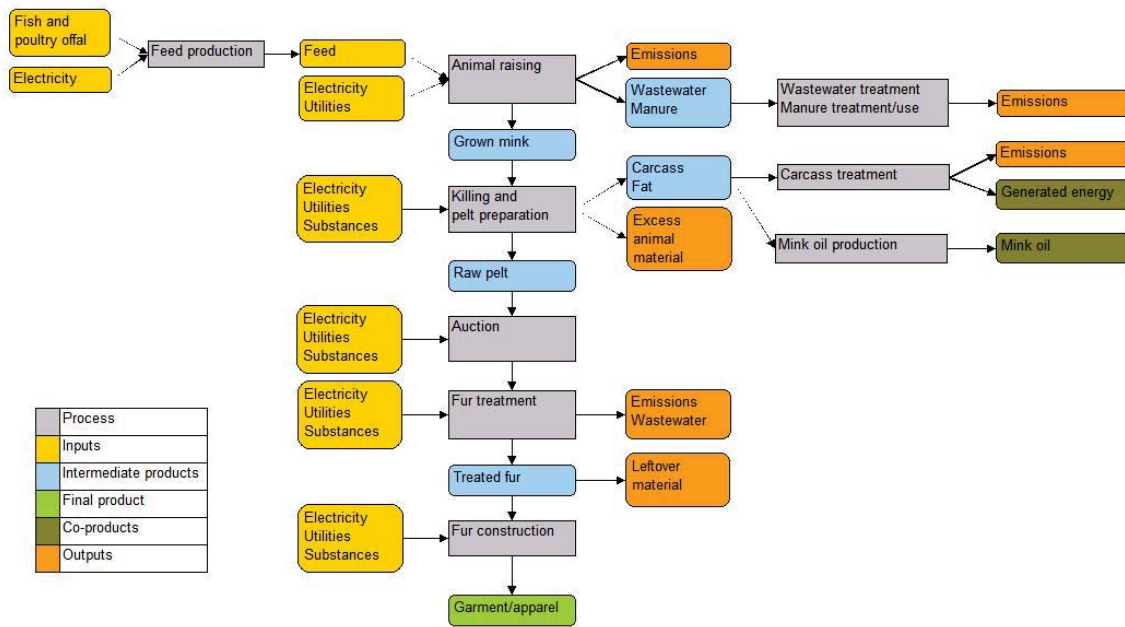 Fish and
poultry offal
Electricity
Feed production
Feed
Electricity
Utilities
Animal raising
Emissions
Wastewater
Manure
Wastewater treatment
Manure treatment/use
Emissions
Grown mink
Electricity
Utilities
Substances
Killing and
pelt preparation
Carcass
Fat
Excess
animal
material
Carcass treatment
Emissions
Generated energy
Mink oil production
Mink oil
Raw pelt
Electricity
Utilities
Substances
Auction
Electricity
Utilities
Substances
Fur treatment
Emissions
Wastewater
Treated fur
Leftover
material
Electricity
Utilities
Substances
Fur construction
Garment/apparel
Process
Inputs
Intermediate products
Final product
Co-products
Outputs